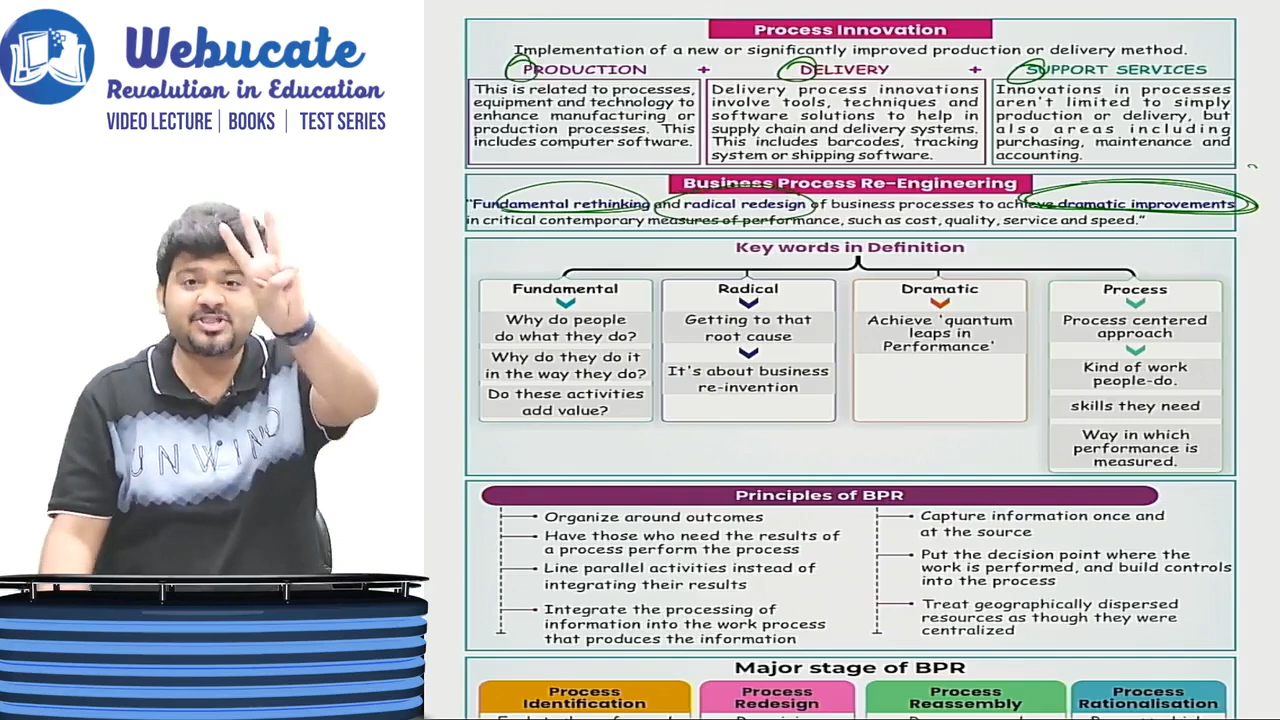 Webucate
Revolution in Education
VIDEO LECTURE | BOOKS | TEST SERIES
UNWIND
Process Innovation
Implementation of a new or significantly improved production or delivery method.
PRODUCTION + DELIVERY + SUPPORT SERVICES
This is related to processes,
equipment and technology to
enhance manufacturing or
production processes. This
includes computer software.
Delivery process innovations
involve tools, techniques and
software solutions to help in
supply chain and delivery systems.
This includes barcodes, tracking
system or shipping software.
Innovations in processes
aren't limited to simply
production or delivery, but
also areas including
purchasing, maintenance and
accounting.
Business Process Re-Engineering
"Fundamental rethinking and radical redesign of business processes to achieve dramatic improvements
in critical contemporary measures of performance, such as cost, quality, service and speed."
Key words in Definition
Fundamental
Why do people
do what they do?
Why do they do it
in the way they do?
Do these activities
add value?
Radical
Getting to that
root cause
It's about business
re-invention
Dramatic
Achieve 'quantum
leaps in
Performance'
Process
Process centered
approach
Kind of work
people-do.
skills they need
Way in which
performance is
measured.
Principles of BPR
Organize around outcomes
Have those who need the results of
a process perform the process
Line parallel activities instead of
integrating their results
Integrate the processing of
information into the work process
that produces the information
Capture information once and
at the source
Put the decision point where the
work is performed, and build controls
into the process
Treat geographically dispersed
resources as though they were
centralized
Major stage of BPR
Process
Identification
Process
Redesign
Process
Reassembly
Process
Rationalisation